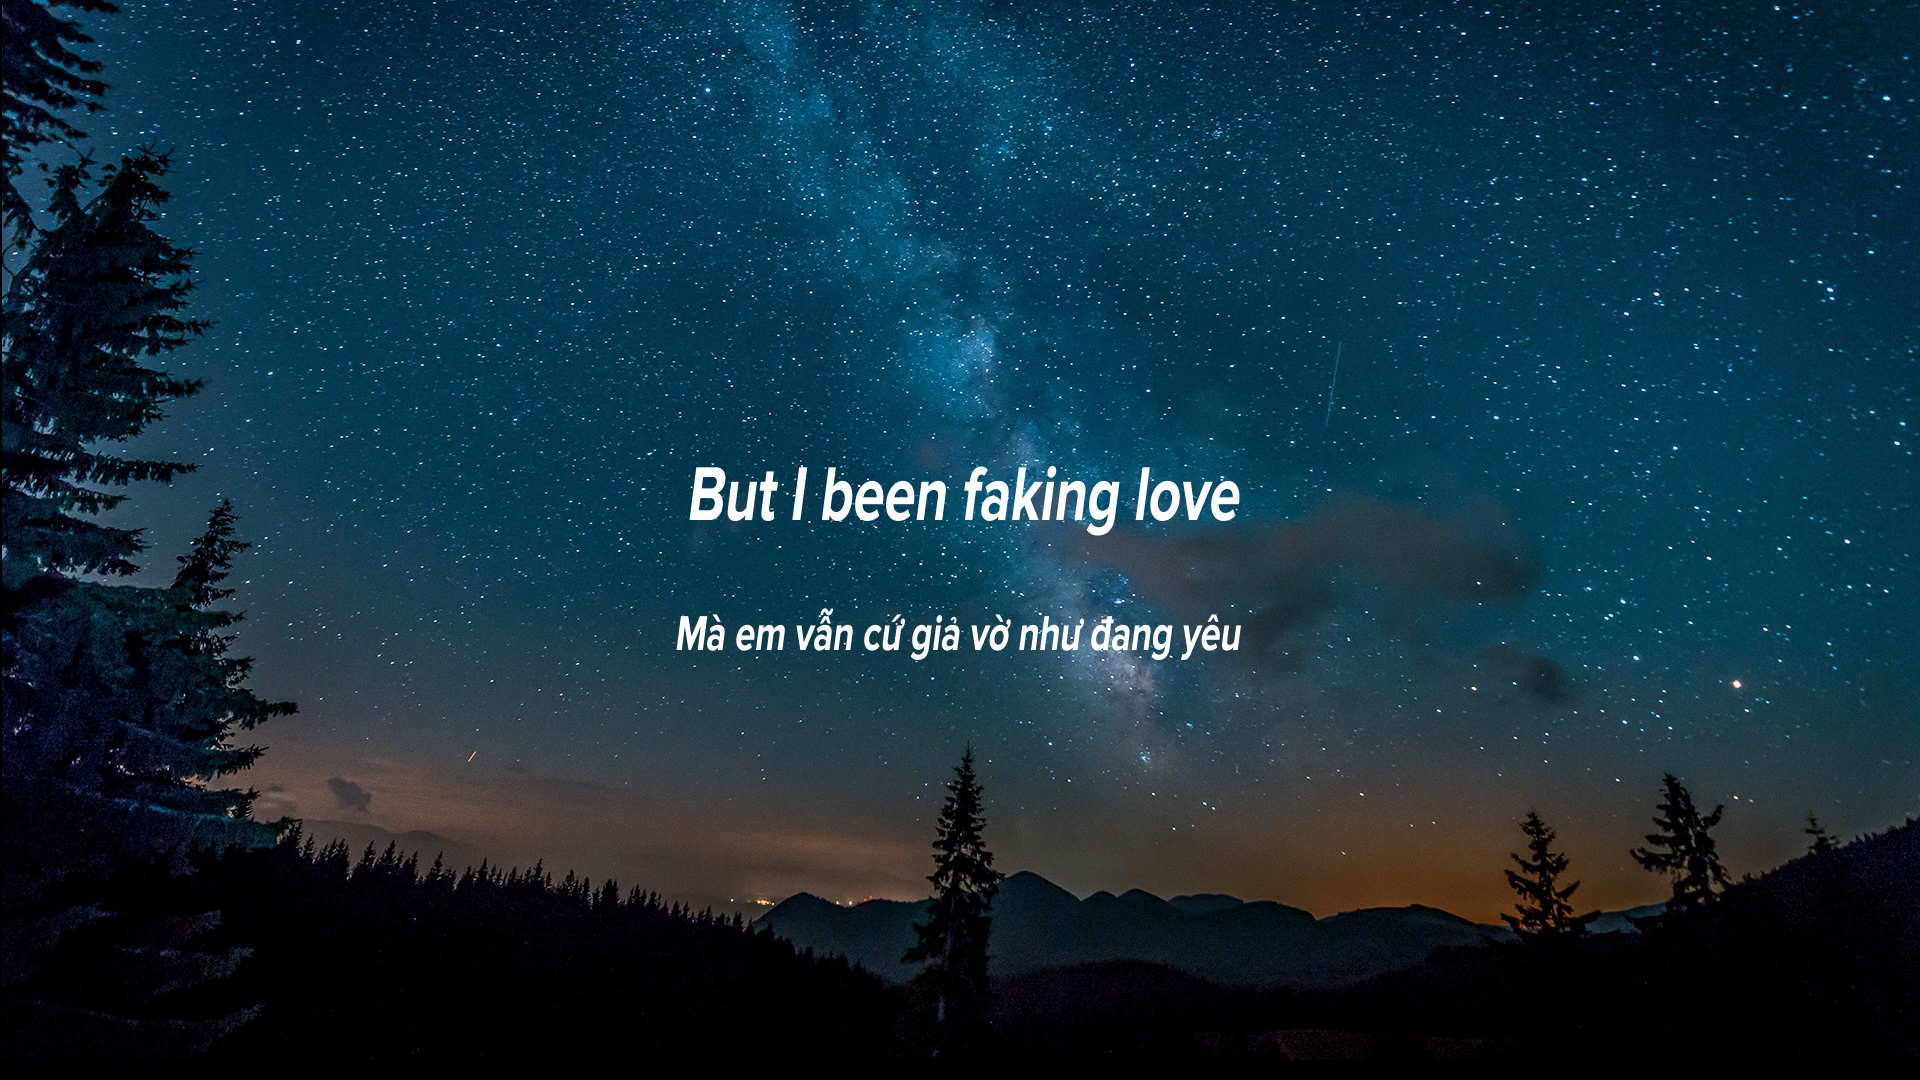 But I been faking love
Mà em vẫn cứ giả vờ như đang yêu